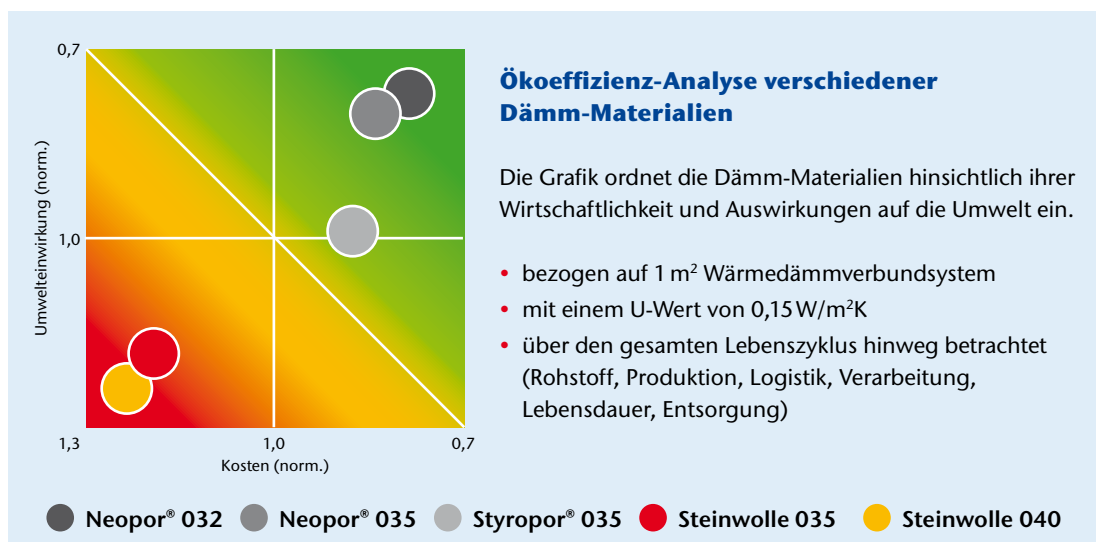 0,7
1,0
1,3
1,0
0,7
Umwelteinwirkung (norm.)
Kosten (norm.)
Ökoeffizienz-Analyse verschiedener
Dämm-Materialien
Die Grafik ordnet die Dämm-Materialien hinsichtlich ihrer
Wirtschaftlichkeit und Auswirkungen auf die Umwelt ein.
• bezogen auf 1 m² Wärmedämmverbundsystem
• mit einem U-Wert von 0,15 W/m²K
• über den gesamten Lebenszyklus hinweg betrachtet
(Rohstoff, Produktion, Logistik, Verarbeitung,
Lebensdauer, Entsorgung)
Neopor® 032 Neopor® 035 Styropor® 035 Steinwolle 035 Steinwolle 040